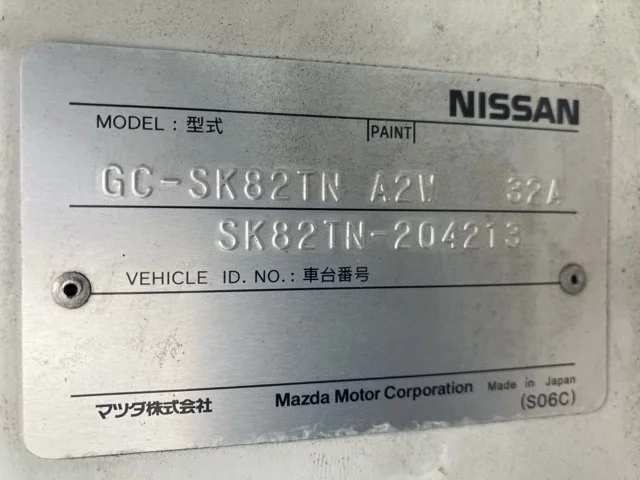 NISSAN
MODEL : 型式 PAINT
GC-SK82TN A2W 32A
SK82TN-204213
VEHICLE ID. NO. : 車台番号
マツダ株式会社 Mazda Motor Corporation Made in Japan
(S06C)